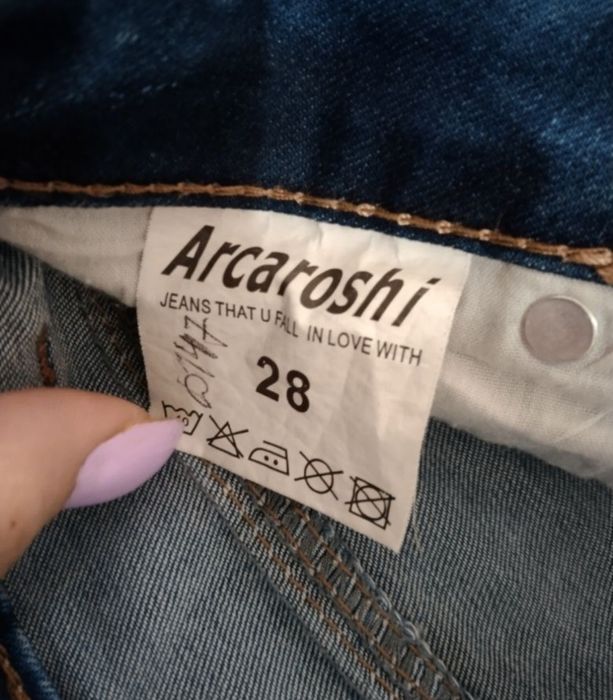 Arcaroshi
JEANS THAT U FALL IN LOVE WITH
28